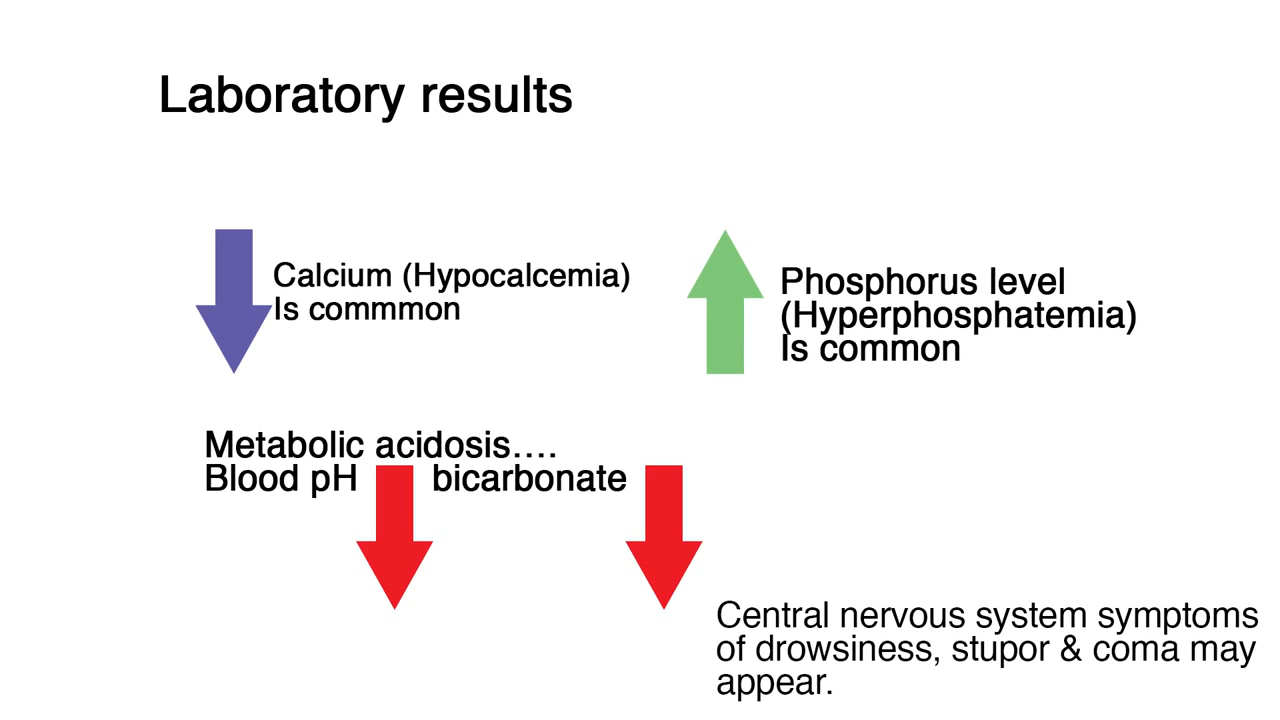 Laboratory results
Calcium (Hypocalcemia)
Is commmon
Phosphorus level
(Hyperphosphatemia)
Is common
Metabolic acidosis....
Blood pH bicarbonate
Central nervous system symptoms
of drowsiness, stupor & coma may
appear.